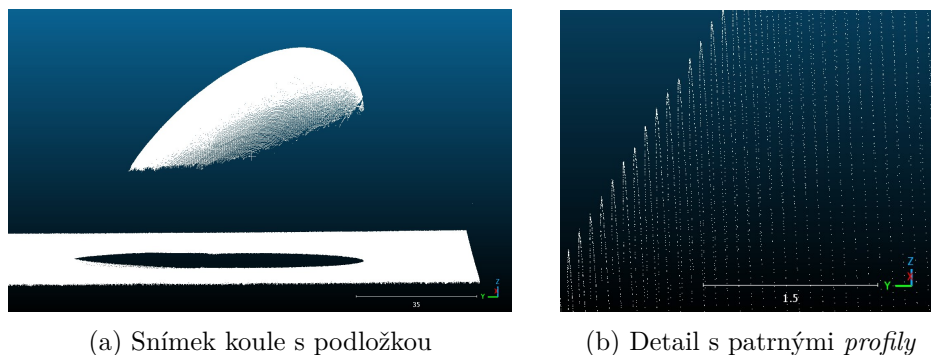 35
Z
Y
X
1.5
Z
Y
X
(a) Snímek koule s podložkou
(b) Detail s patrnými profily